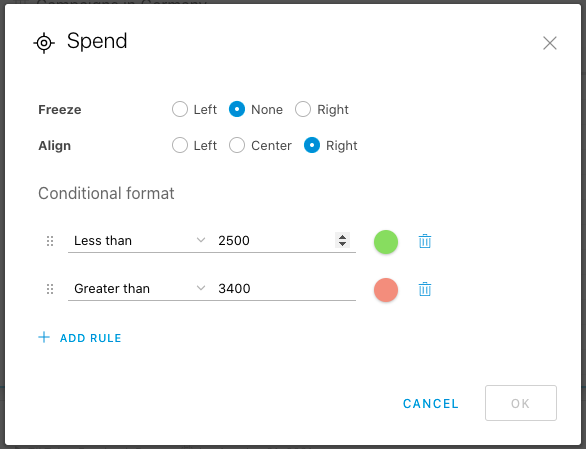 Spend
Freeze Left None Right
Align Left Center Right
Conditional format
Less than 2500
Greater than 3400
ADD RULE
CANCEL OK